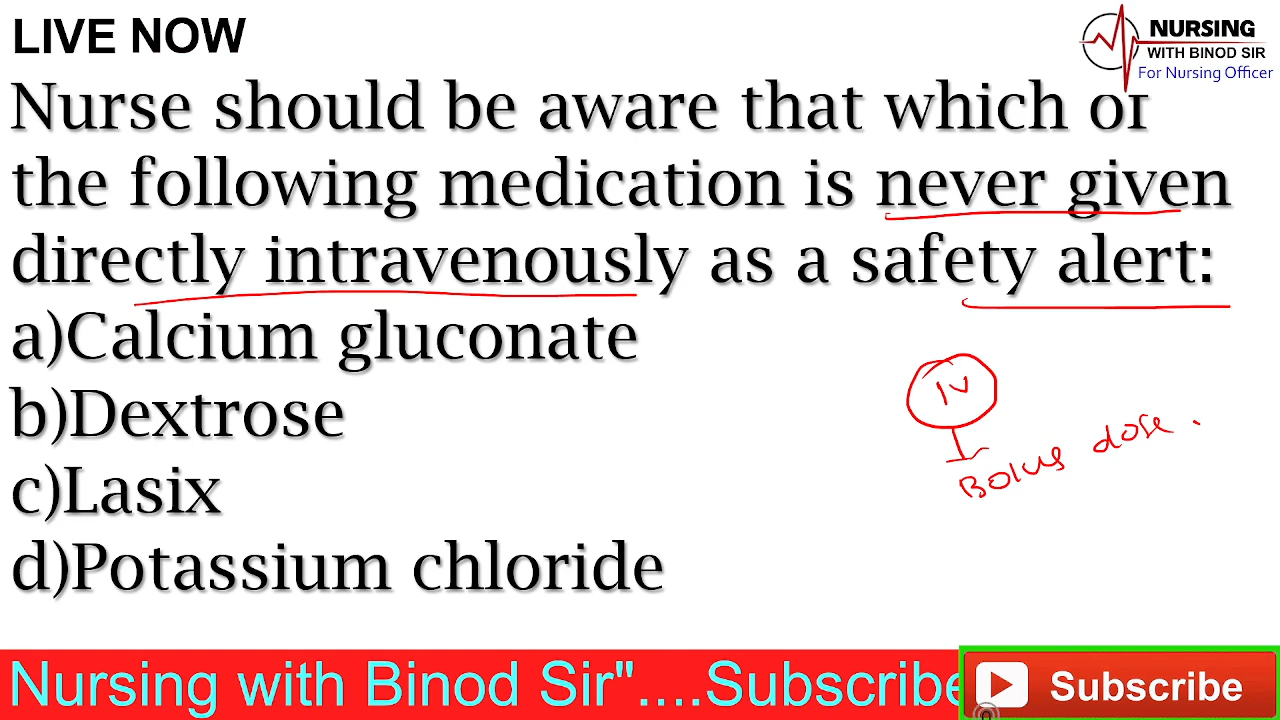 LIVE NOW
NURSING
WITH BINOD SIR
For Nursing Officer
Nurse should be aware that which of
the following medication is never given
directly intravenously as a safety alert:
a)Calcium gluconate
b)Dextrose
c)Lasix
d)Potassium chloride
IV
Bolus dose.
Nursing with Binod Sir"....Subscribe
Subscribe